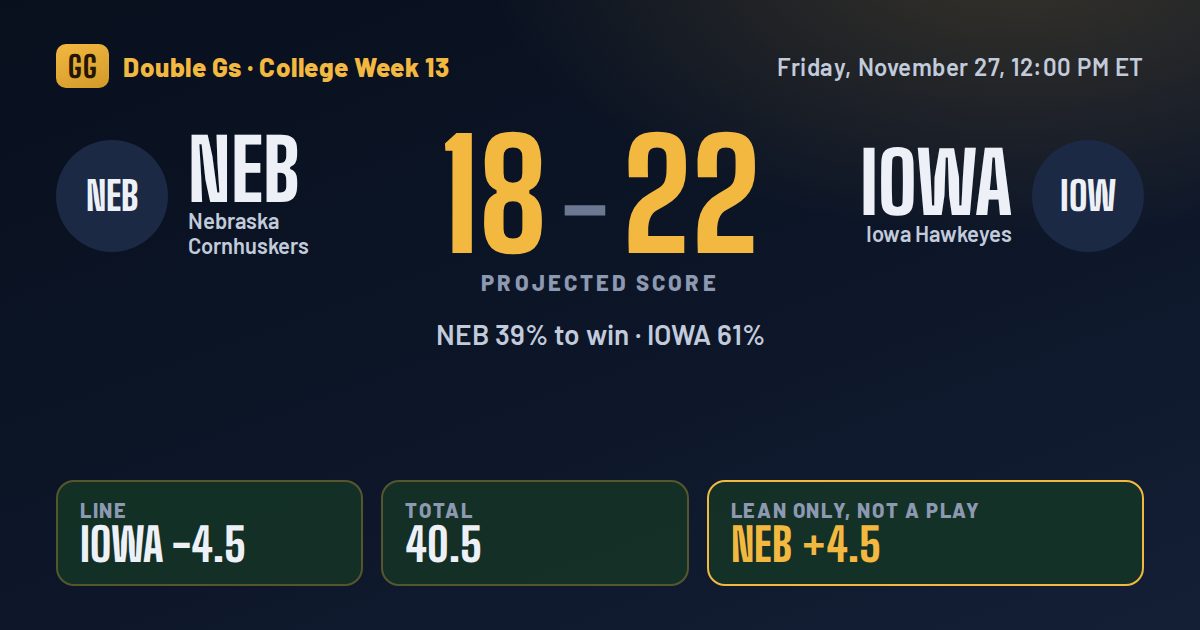 GG Double Gs · College Week 13
Friday, November 27, 12:00 PM ET
NEB
NEB
Nebraska
Cornhuskers
18 – 22
PROJECTED SCORE
NEB 39% to win · IOWA 61%
IOWA
Iowa Hawkeyes
IOW
LINE
IOWA −4.5
TOTAL
40.5
LEAN ONLY, NOT A PLAY
NEB +4.5